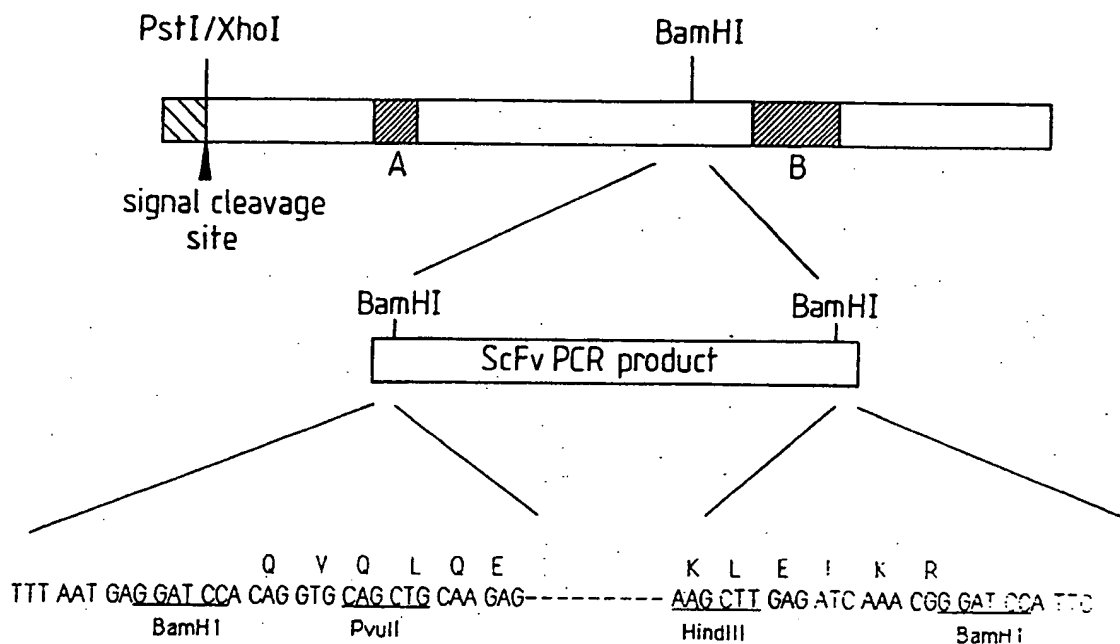 PstI/XhoI BamHI
A B
signal cleavage
site
BamHI BamHI
ScFv PCR product
Q V Q L Q E K L E I K R
TTT AAT GAG GAT CCA CAG GTG CAG CTG CAA GAG-------- AAG CTT GAG ATC AAA CGG GAT CCA TTC
BamHI PvuII HindIII BamHI